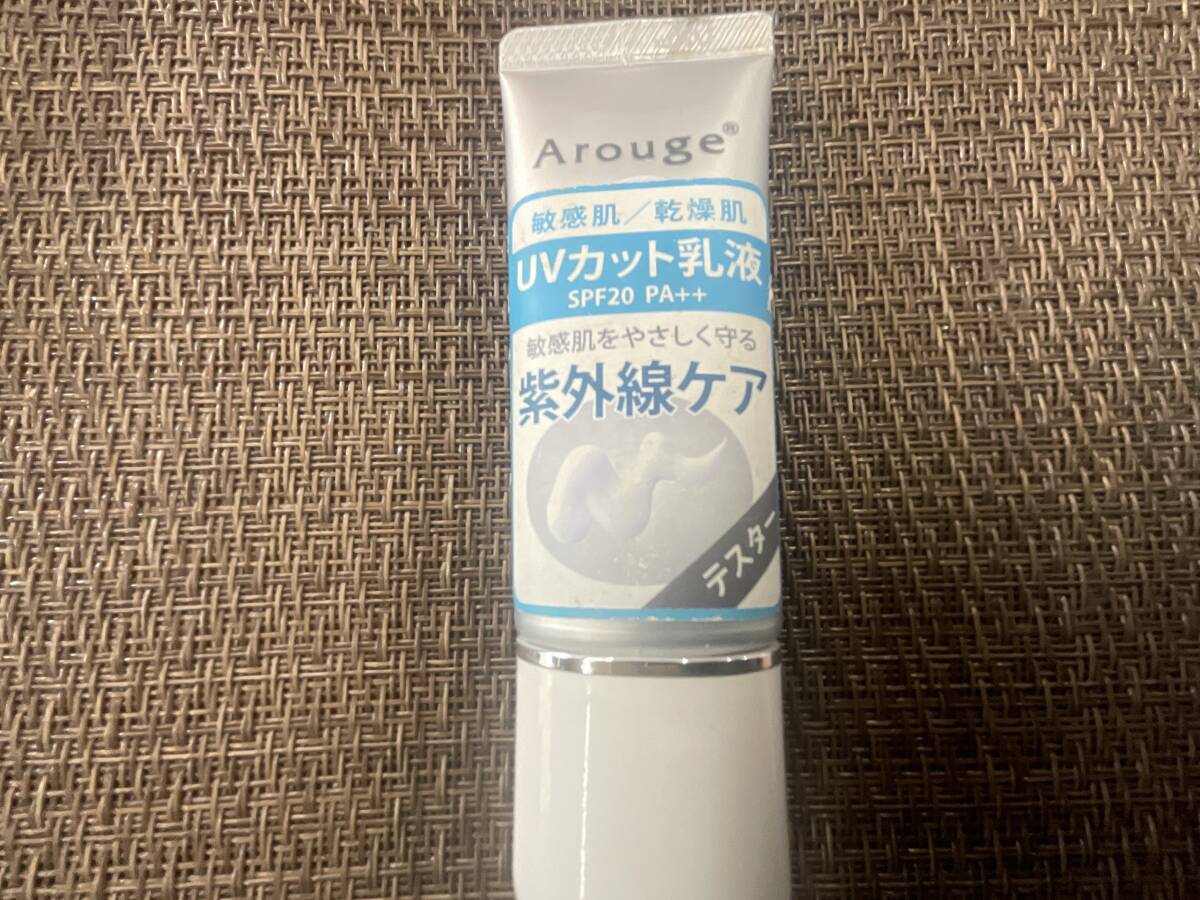 Arouge®
敏感肌／乾燥肌
UVカット乳液
SPF20 PA++
敏感肌をやさしく守る
紫外線ケア
テスター